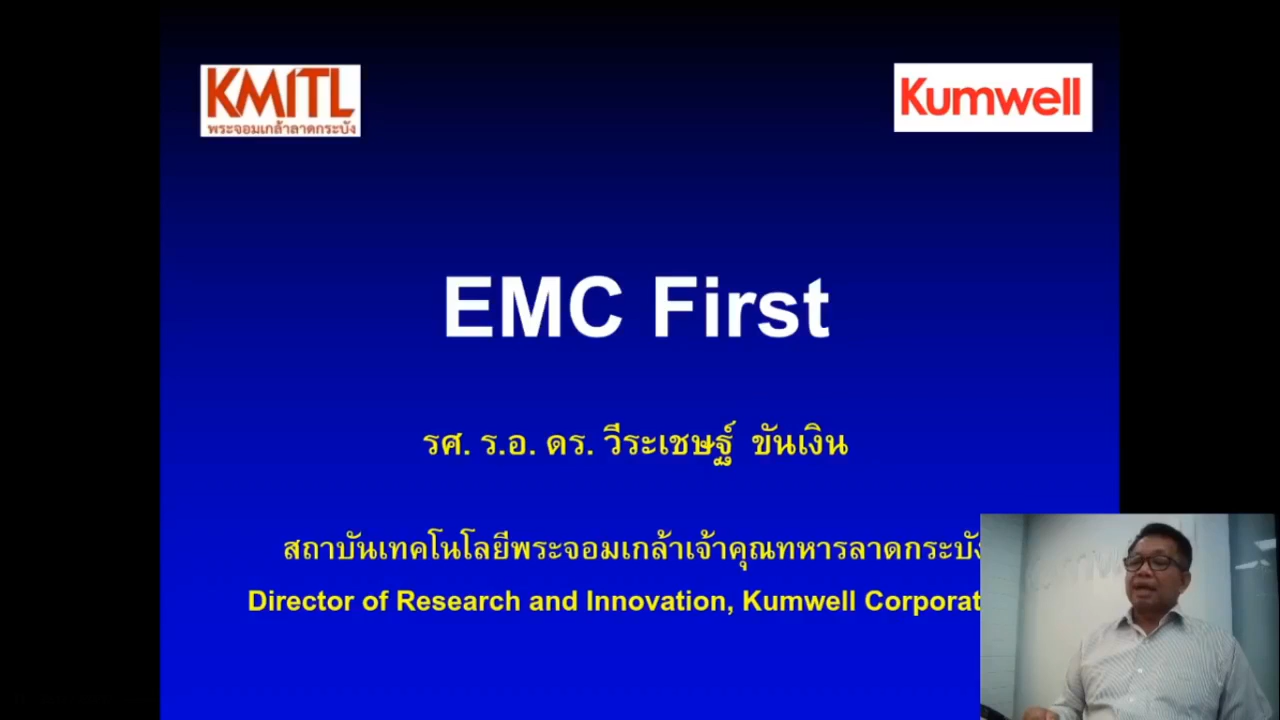 KMITL
พระจอมเกล้าลาดกระบัง
Kumwell
EMC First
รศ. ร.อ. ดร. วีระเชษฐ์ ขันเงิน
สถาบันเทคโนโลยีพระจอมเกล้าเจ้าคุณทหารลาดกระบัง
Director of Research and Innovation, Kumwell